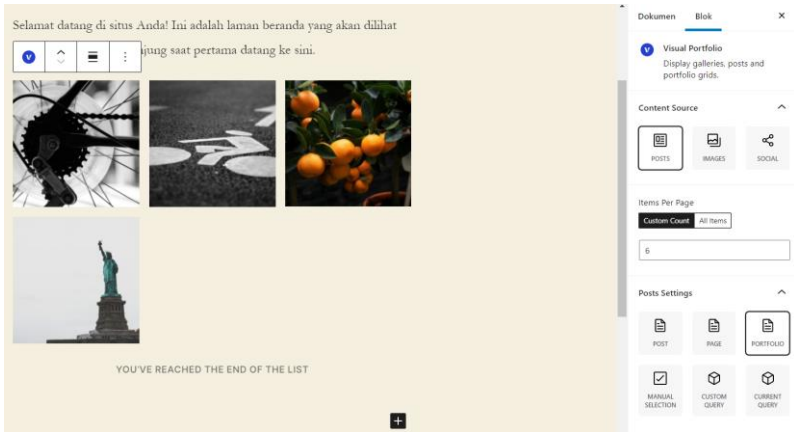 Selamat datang di situs Anda! Ini adalah laman beranda yang akan dilihat
jung saat pertama datang ke sini.
YOU'VE REACHED THE END OF THE LIST
Dokumen
Blok
Visual Portfolio
Display galleries, posts and
portfolio grids.
Content Source
POSTS
IMAGES
SOCIAL
Items Per Page
Custom Count
All Items
6
Posts Settings
POST
PAGE
PORTFOLIO
MANUAL
SELECTION
CUSTOM
QUERY
CURRENT
QUERY